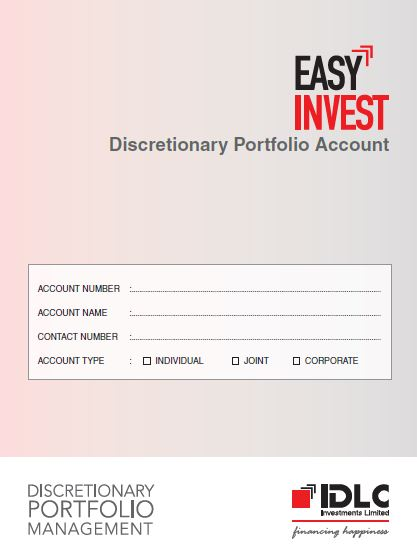 EASY
INVEST
Discretionary Portfolio Account
ACCOUNT NUMBER :
ACCOUNT NAME :
CONTACT NUMBER :
ACCOUNT TYPE : INDIVIDUAL JOINT CORPORATE
DISCRETIONARY
PORTFOLIO
MANAGEMENT
IDLC
Investments Limited
financing happiness